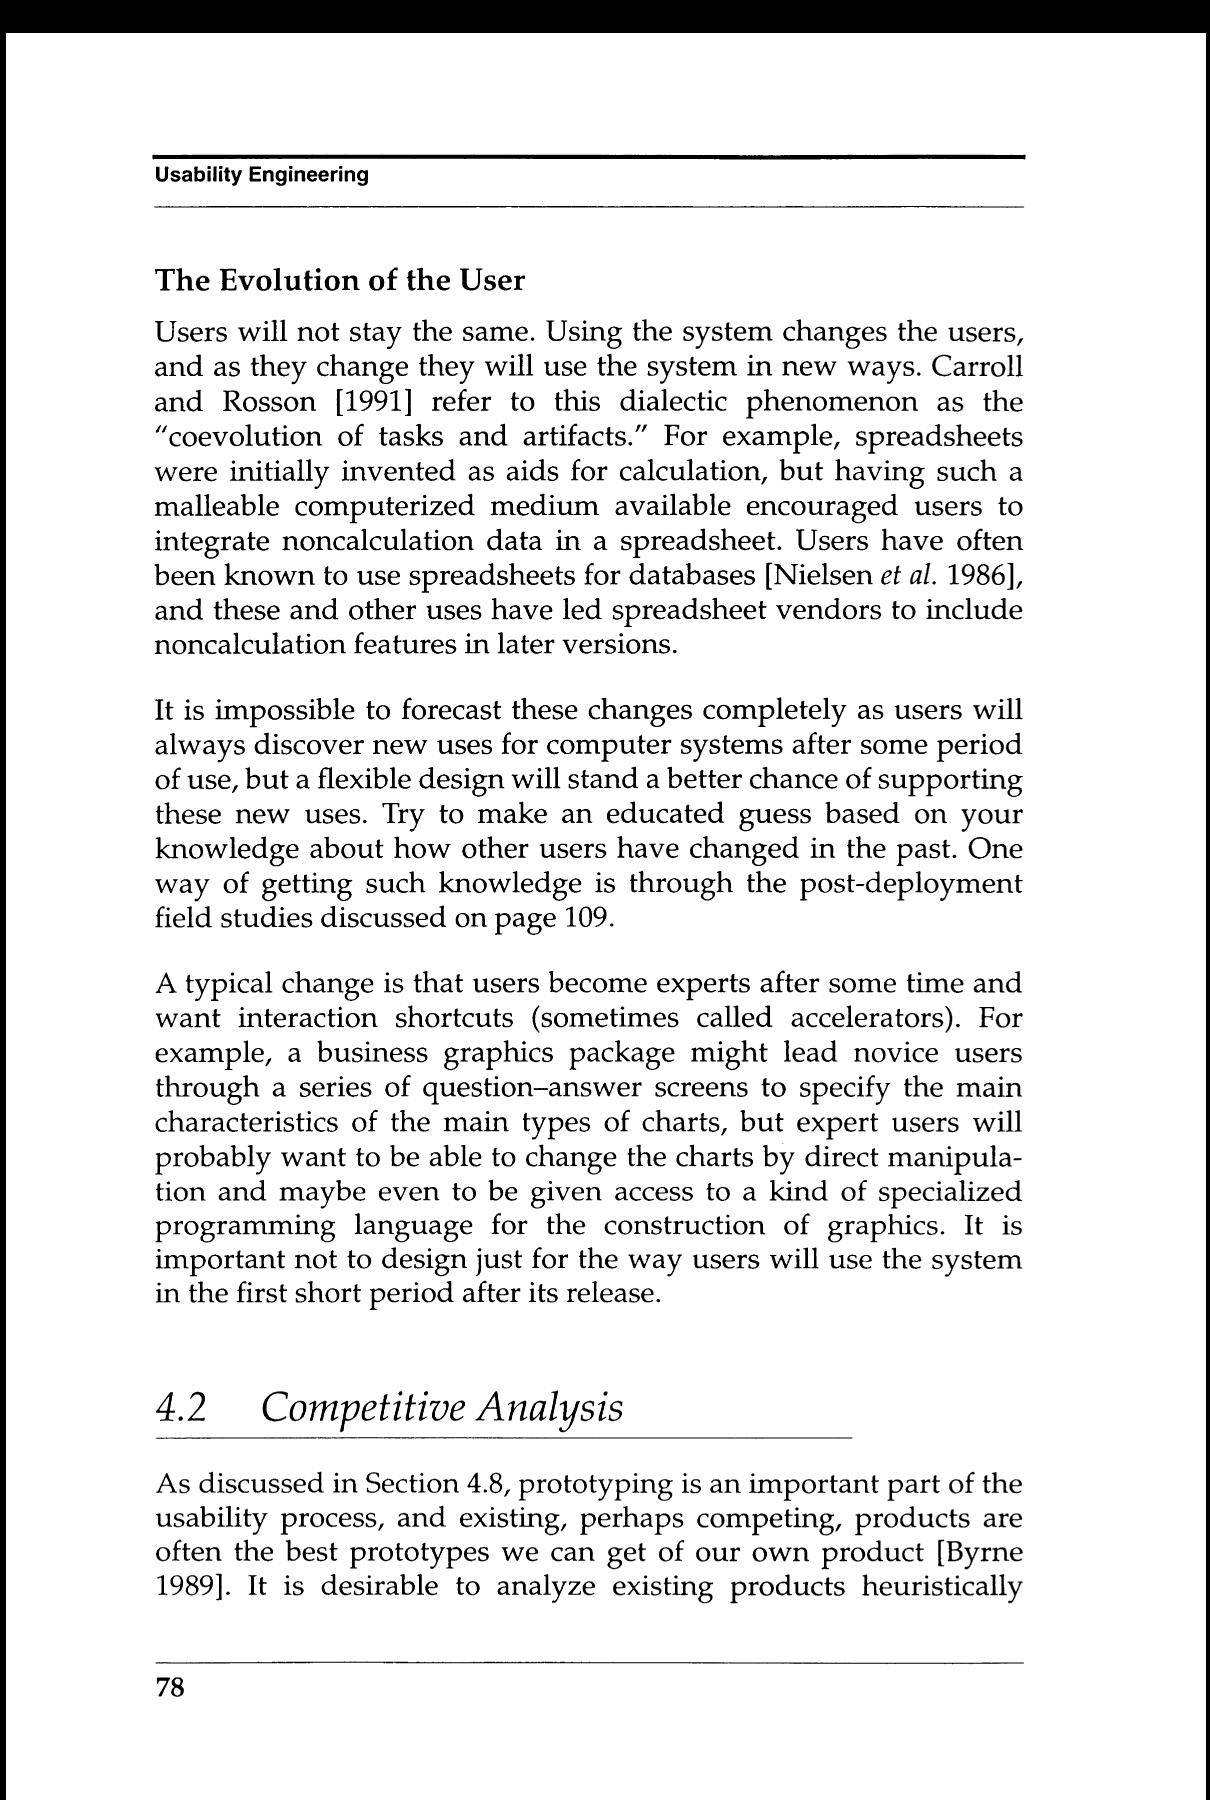 Usability Engineering
The Evolution of the User
Users will not stay the same. Using the system changes the users,
and as they change they will use the system in new ways. Carroll
and Rosson [1991] refer to this dialectic phenomenon as the
"coevolution of tasks and artifacts." For example, spreadsheets
were initially invented as aids for calculation, but having such a
malleable computerized medium available encouraged users to
integrate noncalculation data in a spreadsheet. Users have often
been known to use spreadsheets for databases [Nielsen et al. 1986],
and these and other uses have led spreadsheet vendors to include
noncalculation features in later versions.
It is impossible to forecast these changes completely as users will
always discover new uses for computer systems after some period
of use, but a flexible design will stand a better chance of supporting
these new uses. Try to make an educated guess based on your
knowledge about how other users have changed in the past. One
way of getting such knowledge is through the post-deployment
field studies discussed on page 109.
A typical change is that users become experts after some time and
want interaction shortcuts (sometimes called accelerators). For
example, a business graphics package might lead novice users
through a series of question–answer screens to specify the main
characteristics of the main types of charts, but expert users will
probably want to be able to change the charts by direct manipula-
tion and maybe even to be given access to a kind of specialized
programming language for the construction of graphics. It is
important not to design just for the way users will use the system
in the first short period after its release.
4.2 Competitive Analysis
As discussed in Section 4.8, prototyping is an important part of the
usability process, and existing, perhaps competing, products are
often the best prototypes we can get of our own product [Byrne
1989]. It is desirable to analyze existing products heuristically
78